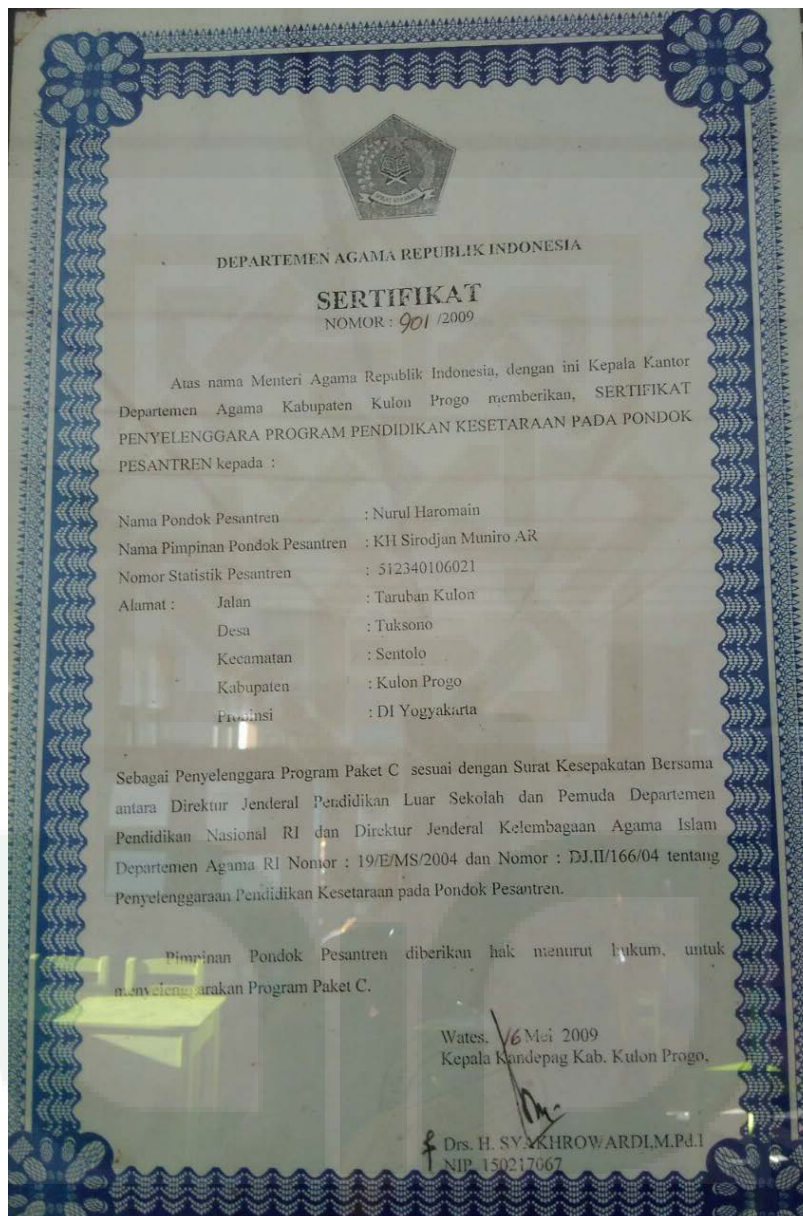 DEPARTEMEN AGAMA REPUBLIK INDONESIA
SERTIFIKAT
NOMOR : 901 /2009
Atas nama Menteri Agama Republik Indonesia, dengan ini Kepala Kantor
Departemen Agama Kabupaten Kulon Progo memberikan, SERTIFIKAT
PENYELENGGARA PROGRAM PENDIDIKAN KESETARAAN PADA PONDOK
PESANTREN kepada :
Nama Pondok Pesantren : Nurul Haromain
Nama Pimpinan Pondok Pesantren : KH Sirodjan Muniro AR
Nomor Statistik Pesantren : 512340106021
Alamat : Jalan : Taruban Kulon
Desa : Tuksono
Kecamatan : Sentolo
Kabupaten : Kulon Progo
Propinsi : DI Yogyakarta
Sebagai Penyelenggara Program Paket C sesuai dengan Surat Kesepakatan Bersama
antara Direktur Jenderal Pendidikan Luar Sekolah dan Pemuda Departemen
Pendidikan Nasional RI dan Direktur Jenderal Kelembagaan Agama Islam
Departemen Agama RI Nomor : 19/E/MS/2004 dan Nomor : DJ.II/166/04 tentang
Penyelenggaraan Pendidikan Kesetaraan pada Pondok Pesantren.
Pimpinan Pondok Pesantren diberikan hak menurut hukum, untuk
menyelenggarakan Program Paket C.
Wates, 16 Mei 2009
Kepala Kandepag Kab. Kulon Progo,
Drs. H. SYAKHROWARDI,M.Pd.I
NIP. 150217067